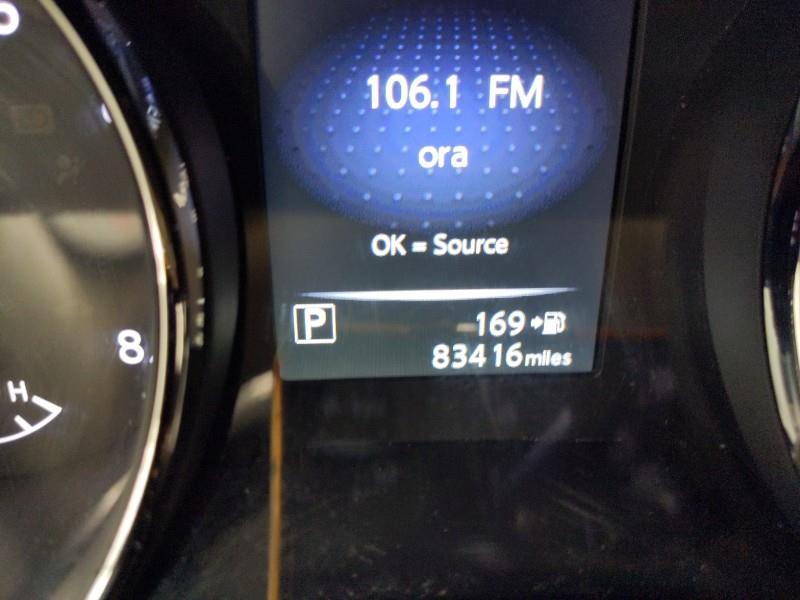 106.1 FM
ora
OK = Source
P
169
83416 miles
8
H